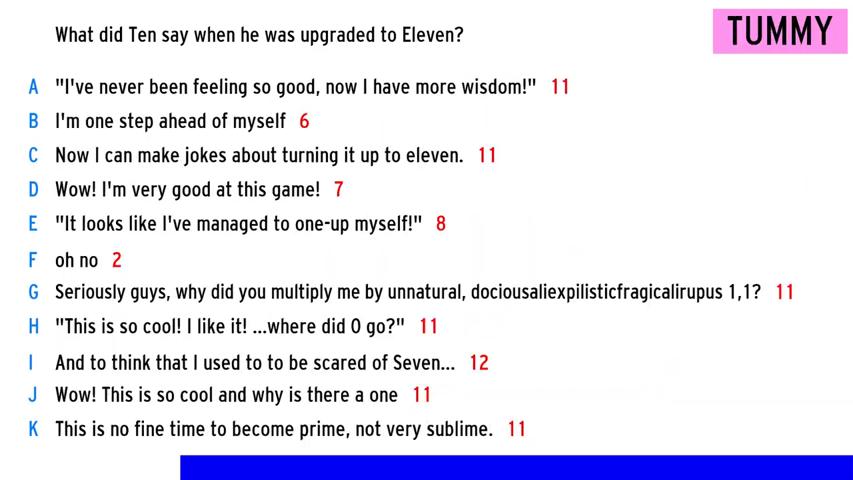 What did Ten say when he was upgraded to Eleven?
TUMMY
A "I've never been feeling so good, now I have more wisdom!" 11
B I'm one step ahead of myself 6
C Now I can make jokes about turning it up to eleven. 11
D Wow! I'm very good at this game! 7
E "It looks like I've managed to one-up myself!" 8
F oh no 2
G Seriously guys, why did you multiply me by unnatural, dociousaliexpilisticfragicalirupus 1,1? 11
H "This is so cool! I like it! ...where did 0 go?" 11
I And to think that I used to to be scared of Seven... 12
J Wow! This is so cool and why is there a one 11
K This is no fine time to become prime, not very sublime. 11